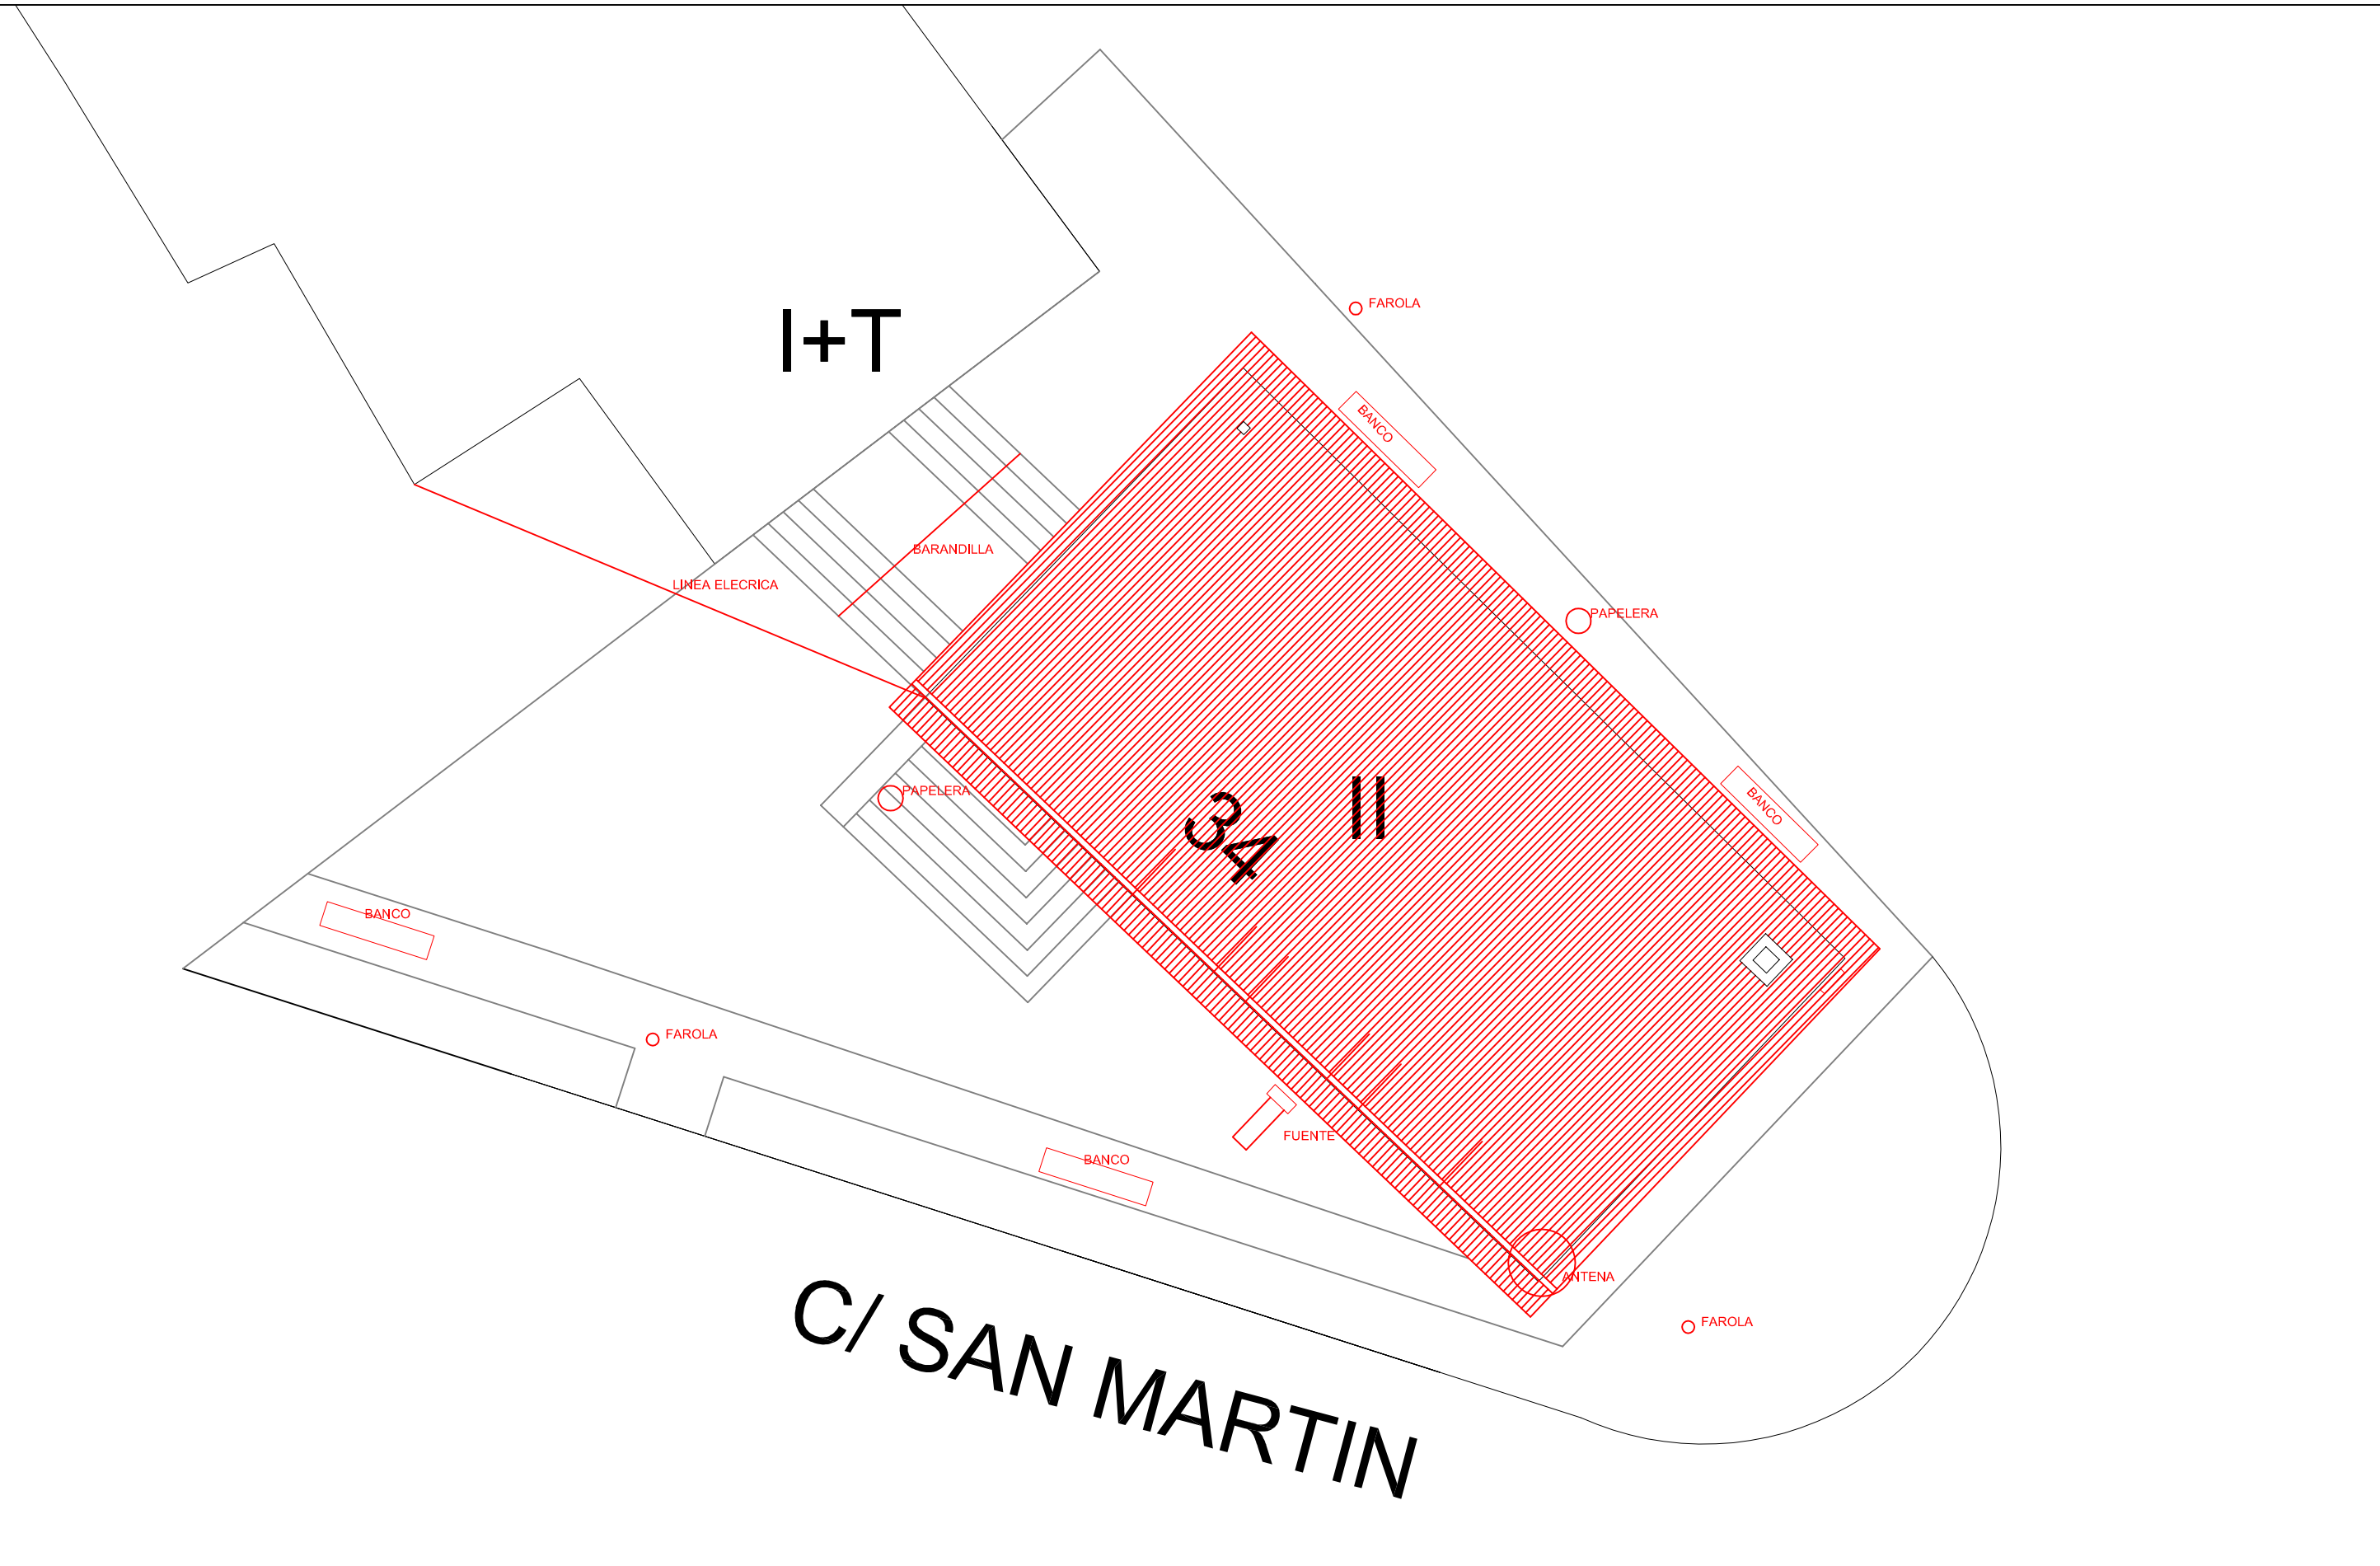 FAROLA
I+T
BANCO
BARANDILLA
LINEA ELECRICA
PAPELERA
PAPELERA
BANCO
II
34
BANCO
FAROLA
FUENTE
BANCO
ANTENA
FAROLA
C/ SAN MARTIN